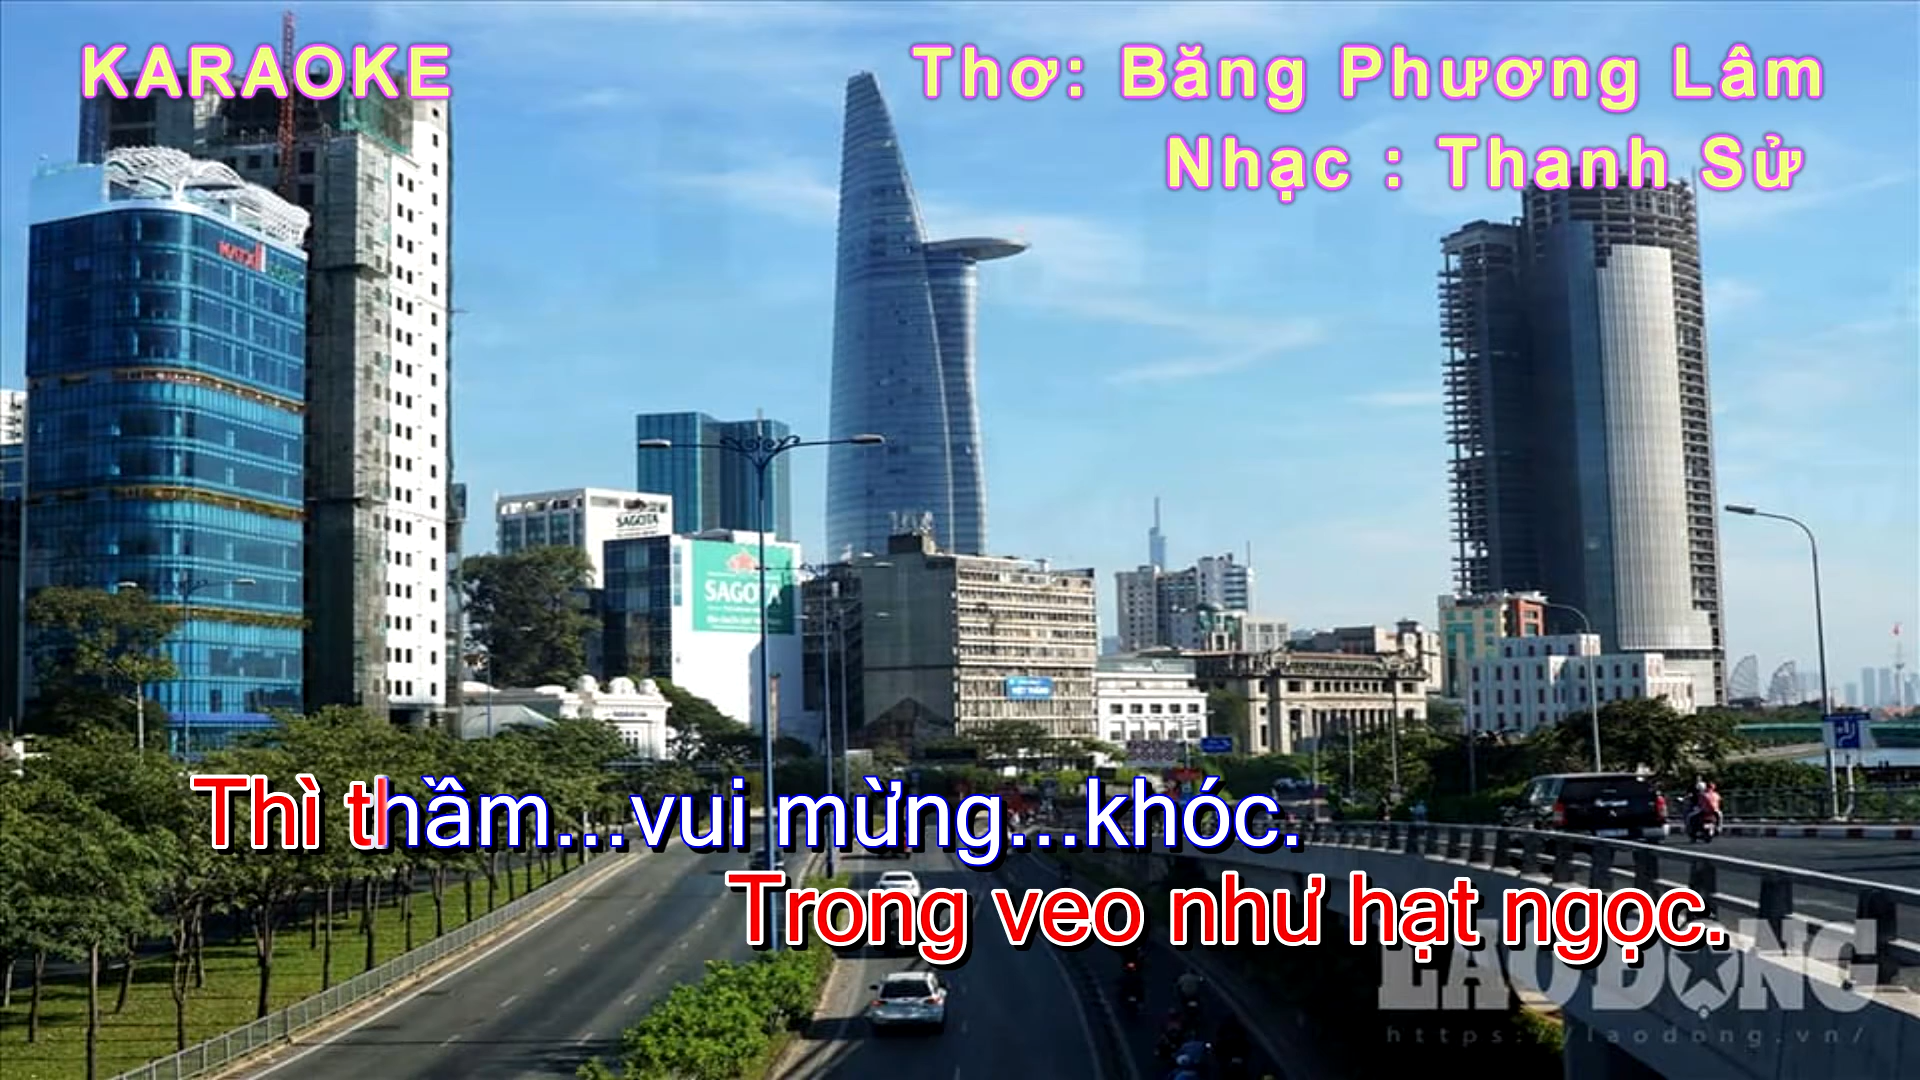 KARAOKE
Thơ: Băng Phương Lâm
Nhạc : Thanh Sử
SAGOTA
SAGOTA
Thì thầm...vui mừng...khóc.
Trong veo như hạt ngọc.
LAO ĐỘNG
https://laodong.vn/